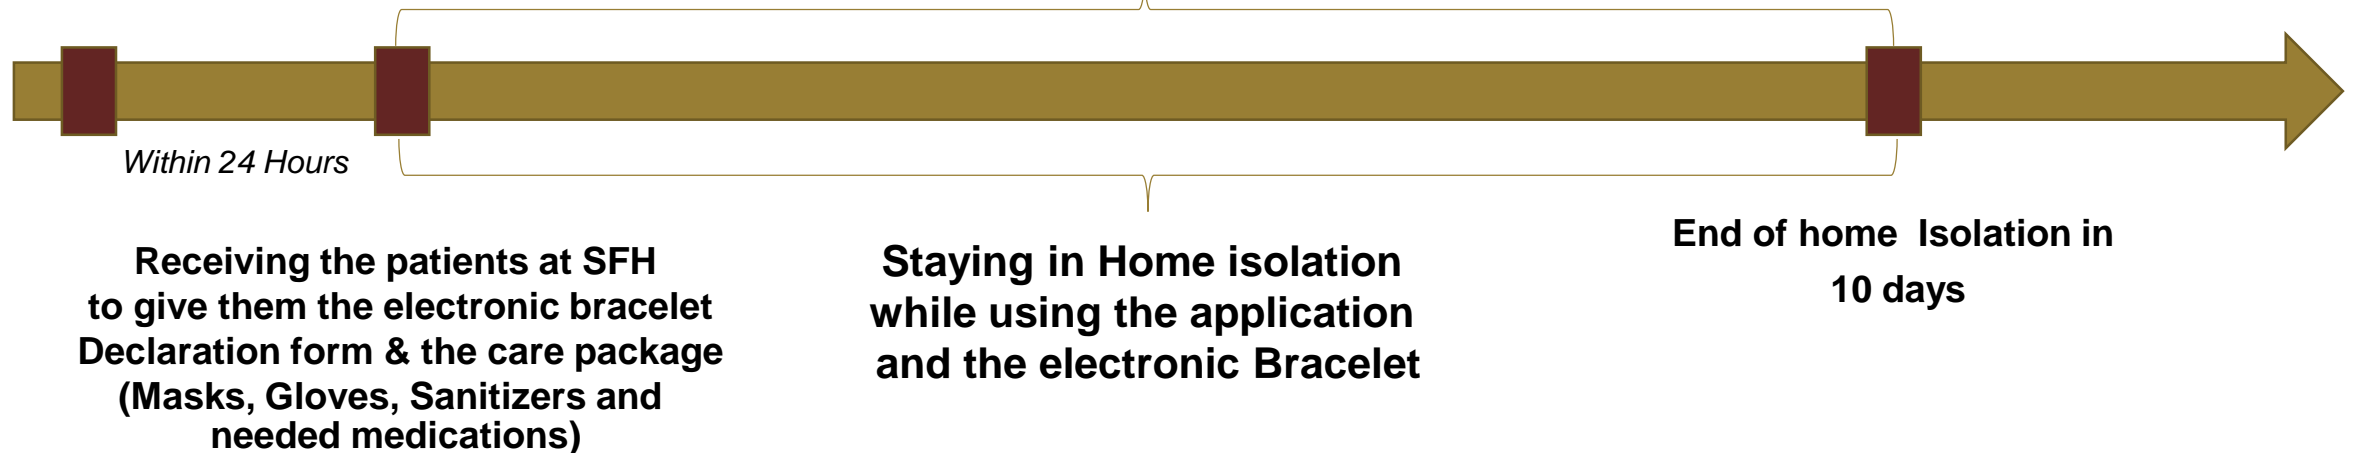 Within 24 Hours
Receiving the patients at SFH
to give them the electronic bracelet
Declaration form & the care package
(Masks, Gloves, Sanitizers and
needed medications)
Staying in Home isolation
while using the application
and the electronic Bracelet
End of home Isolation in
10 days